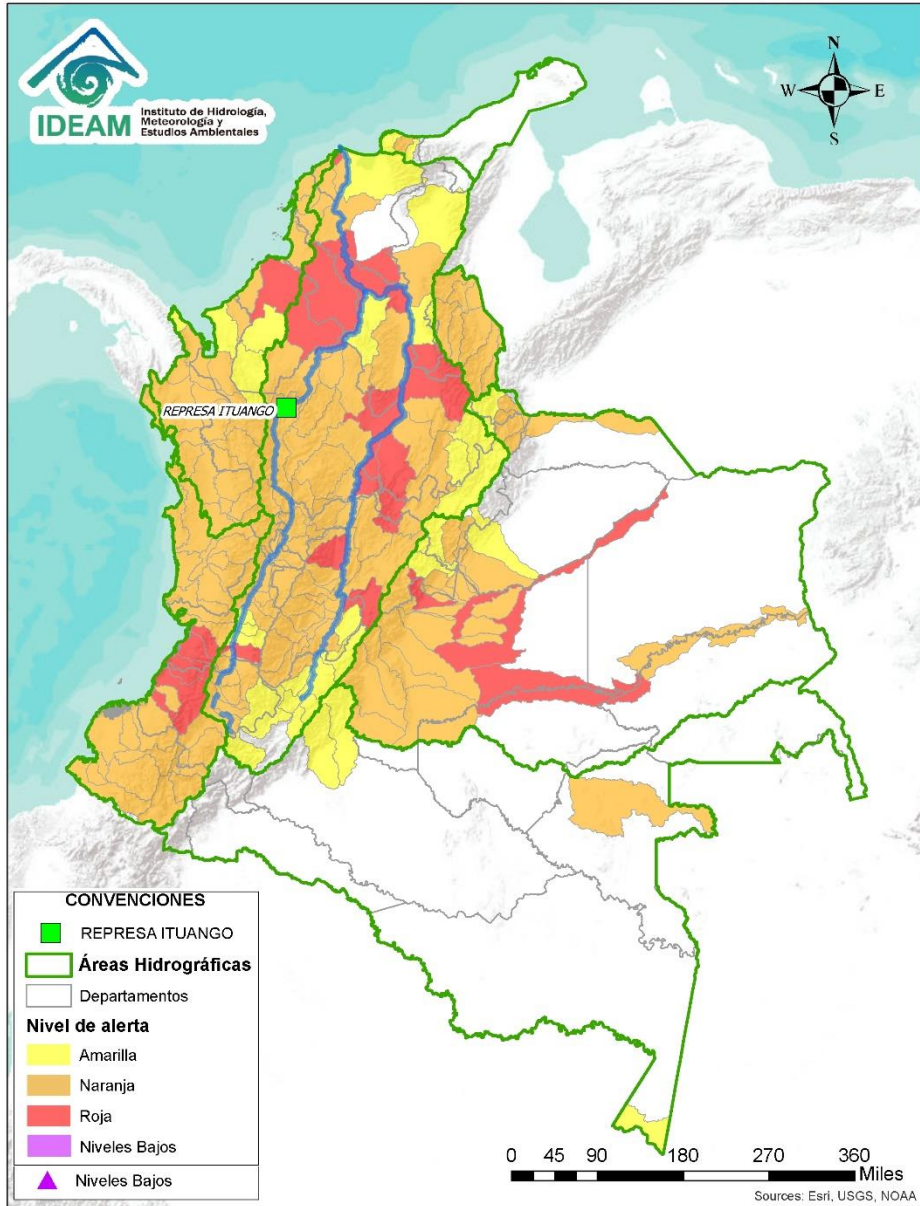 IDEAM
Instituto de Hidrología,
Meteorología y
Estudios Ambientales
N
W
E
S
REPRESA ITUANGO
CONVENCIONES
REPRESA ITUANGO
Áreas Hidrográficas
Departamentos
Nivel de alerta
Amarilla
Naranja
Roja
Niveles Bajos
Niveles Bajos
0 45 90 180 270 360
Miles
Sources: Esri, USGS, NOAA